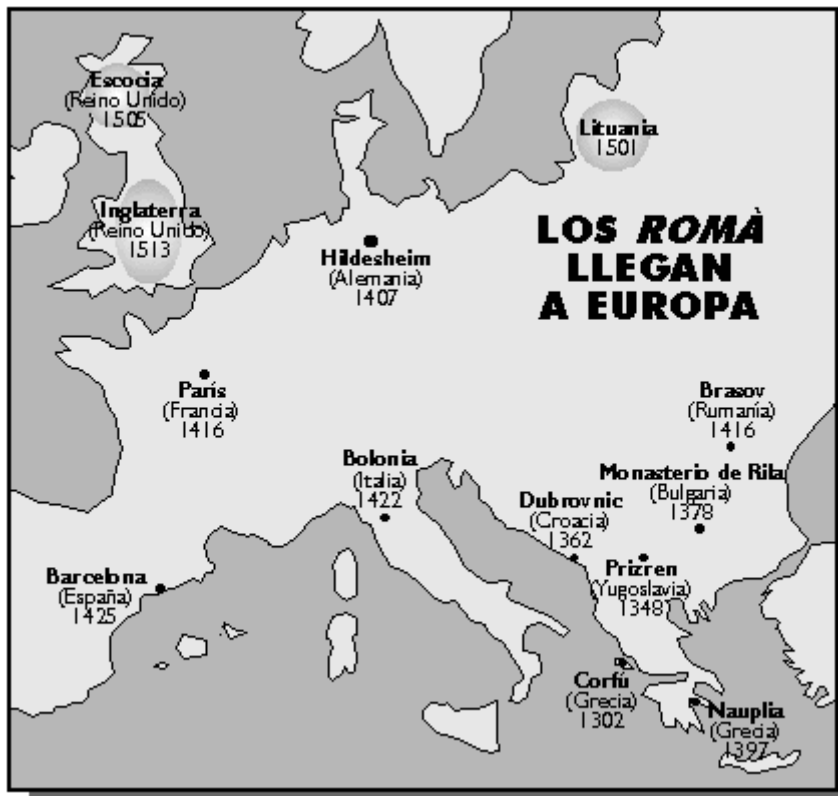 Escocia
(Reino Unido)
1505
Lituania
1501
Inglaterra
(Reino Unido)
1513
LOS ROMÀ
LLEGAN
A EUROPA
Hildesheim
(Alemania)
1407
París
(Francia)
1416
Brasov
(Rumanía)
1416
Bolonia
(Italia)
1422
Monasterio de Rila
(Bulgaria)
1378
Dubrovnic
(Croacia)
1362
Prizren
(Yugoslavia)
1348
Barcelona
(España)
1425
Corfú
(Grecia)
1302
Nauplia
(Grecia)
1397